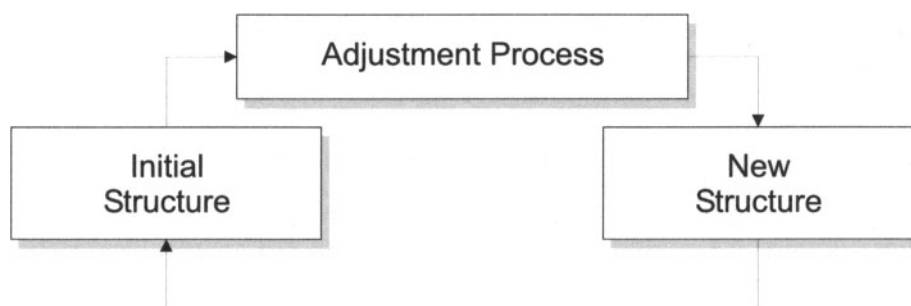 Adjustment Process
Initial
Structure
New
Structure